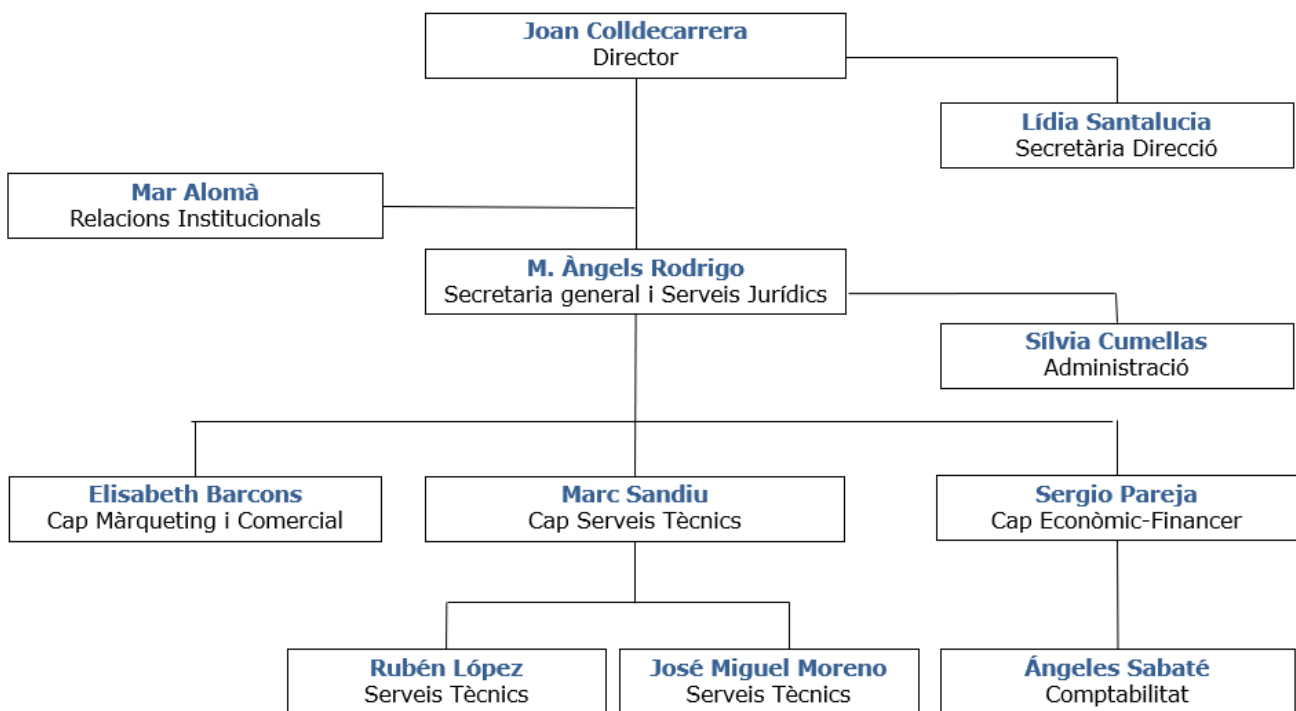 Joan Colldecarrera
Director
Lídia Santalucia
Secretària Direcció
Mar Alomà
Relacions Institucionals
M. Àngels Rodrigo
Secretaria general i Serveis Jurídics
Sílvia Cumellas
Administració
Elisabeth Barcons
Cap Màrqueting i Comercial
Marc Sandiu
Cap Serveis Tècnics
Sergio Pareja
Cap Econòmic-Financer
Rubén López
Serveis Tècnics
José Miguel Moreno
Serveis Tècnics
Ángeles Sabaté
Comptabilitat